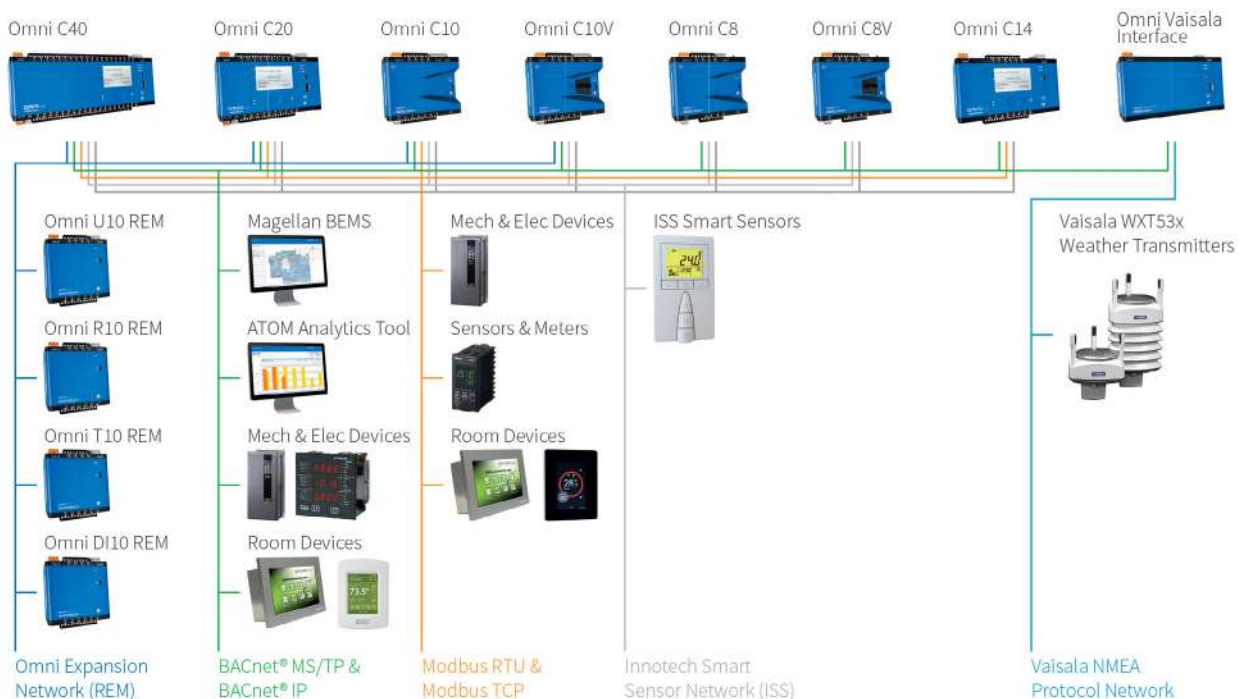 Omni C40
Omni C20
Omni C10
Omni C10V
Omni C8
Omni C8V
Omni C14
Omni Vaisala
Interface
Omni U10 REM
Omni R10 REM
Omni T10 REM
Omni DI10 REM
Omni Expansion
Network (REM)
Magellan BEMS
ATOM Analytics Tool
Mech & Elec Devices
Room Devices
73.5°
BACnet® MS/TP &
BACnet® IP
Mech & Elec Devices
Sensors & Meters
Room Devices
Modbus RTU &
Modbus TCP
ISS Smart Sensors
24.0
Innotech Smart
Sensor Network (ISS)
Vaisala WXT53x
Weather Transmitters
Vaisala NMEA
Protocol Network